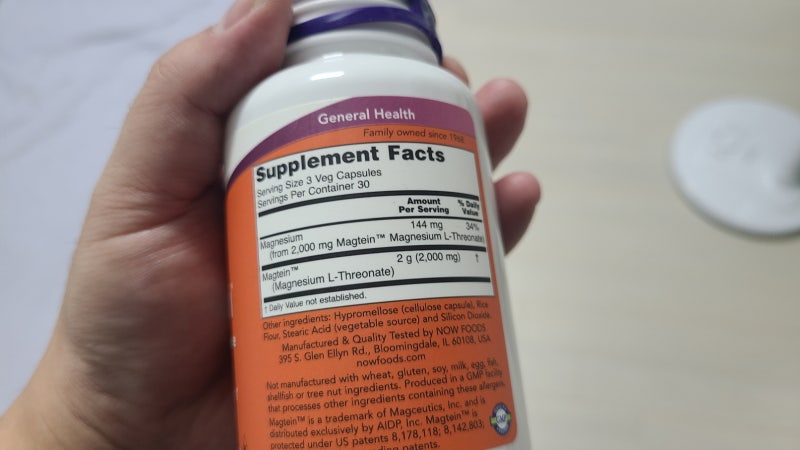 General Health
Family owned since 1968
Supplement Facts
Serving Size 3 Veg Capsules
Servings Per Container 30
Amount Per Serving % Daily Value
Magnesium 144 mg 34%
(from 2,000 mg Magtein™ Magnesium L-Threonate)
Magtein™ 2 g (2,000 mg) †
(Magnesium L-Threonate)
† Daily Value not established.
Other ingredients: Hypromellose (cellulose capsule), Rice
Flour, Stearic Acid (vegetable source) and Silicon Dioxide.
Manufactured & Quality Tested by NOW FOODS
395 S. Glen Ellyn Rd., Bloomingdale, IL 60108, USA
nowfoods.com
Not manufactured with wheat, gluten, soy, milk, egg, fish,
shellfish or tree nut ingredients. Produced in a GMP facility
that processes other ingredients containing these allergens.
Magtein™ is a trademark of Magceutics, Inc. and is
distributed exclusively by AIDP, Inc. Magtein™ is
protected under US patents 8,178,118; 8,142,803;
patents.